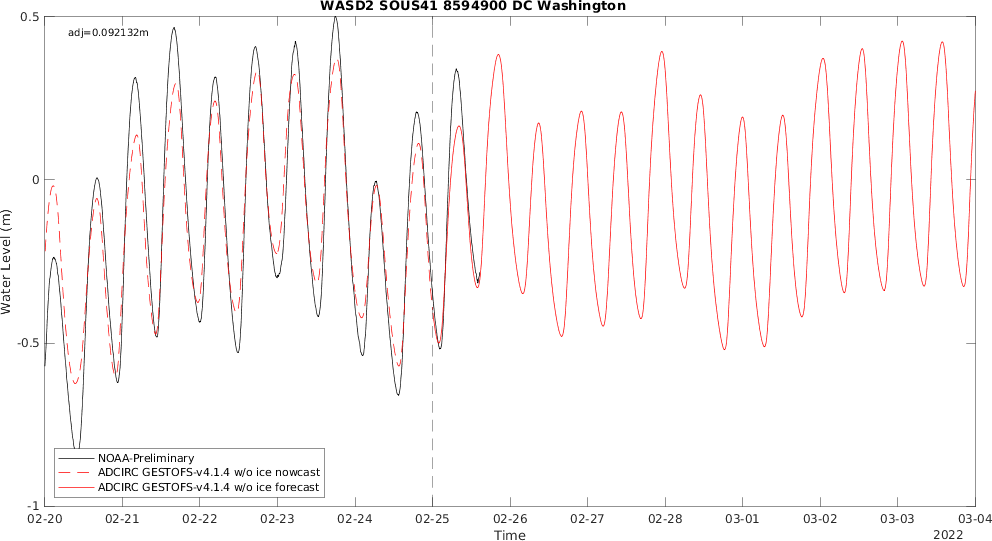 WASD2 SOUS41 8594900 DC Washington
adj=0.092132m
0.5
0
-0.5
-1
Water Level (m)
NOAA-Preliminary
ADCIRC GESTOFS-v4.1.4 w/o ice nowcast
ADCIRC GESTOFS-v4.1.4 w/o ice forecast
02-20 02-21 02-22 02-23 02-24 02-25 02-26 02-27 02-28 03-01 03-02 03-03 03-04
Time
2022